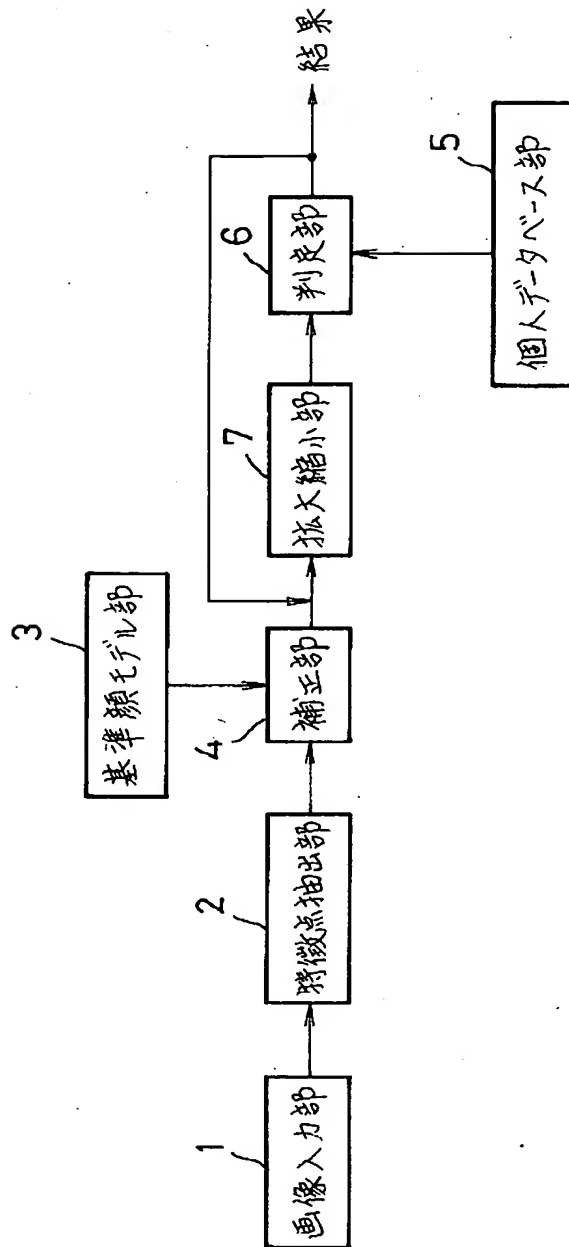 1
画像入力部
2
特徴点抽出部
3
基準顔モデル部
4
補正部
7
拡大縮小部
6
判定部
5
個人データベース部
結果